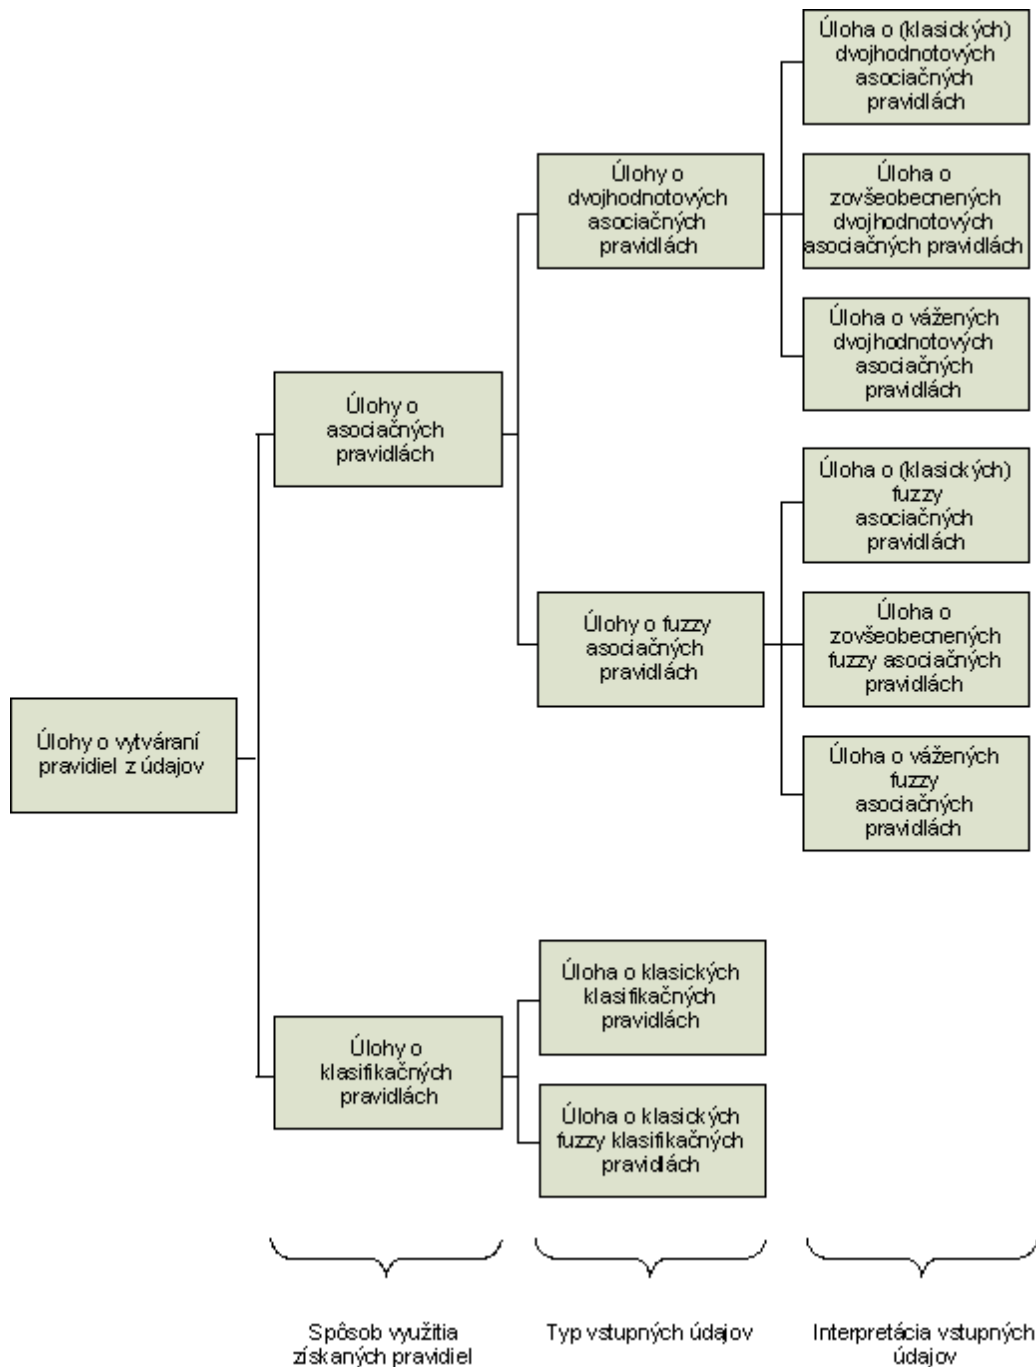 Úloha o (klasických)
dvojhodnotových
asociačných
pravidlách
Úlohy o
dvojhodnotových
asociačných
pravidlách
Úloha o
zovšeobecnených
dvojhodnotových
asociačných pravidlách
Úloha o vážených
dvojhodnotových
asociačných
pravidlách
Úlohy o
asociačných
pravidlách
Úloha o (klasických)
fuzzy
asociačných
pravidlách
Úlohy o fuzzy
asociačných
pravidlách
Úloha o
zovšeobecnených
fuzzy asociačných
pravidlách
Úlohy o vytváraní
pravidiel z údajov
Úloha o vážených
fuzzy
asociačných
pravidlách
Úloha o klasických
klasifikačných
pravidlách
Úlohy o
klasifikačných
pravidlách
Úloha o klasických
fuzzy klasifikačných
pravidlách
Spôsob využitia
získaných pravidiel
Typ vstupných údajov
Interpretácia vstupných
údajov